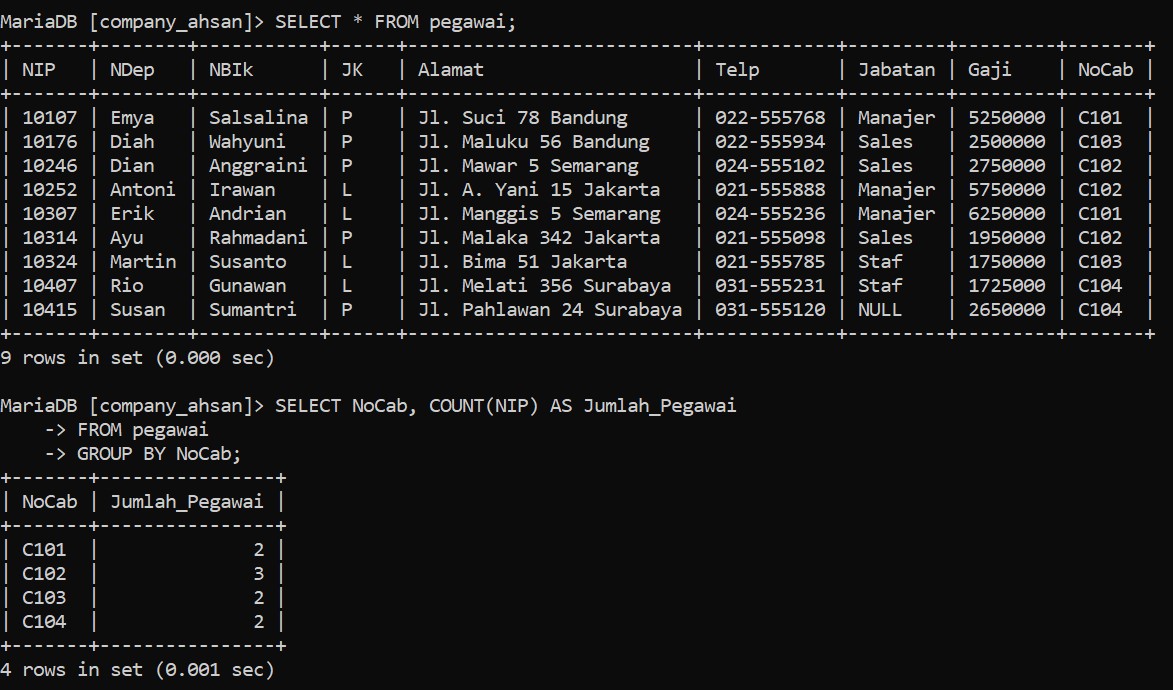 MariaDB [company_ahsan]> SELECT * FROM pegawai;
+-------+--------+-----------+------+--------------------------+------------+---------+---------+-------+
| NIP   | NDep   | NBIk      | JK   | Alamat                   | Telp       | Jabatan | Gaji    | NoCab |
+-------+--------+-----------+------+--------------------------+------------+---------+---------+-------+
| 10107 | Emya   | Salsalina | P    | Jl. Suci 78 Bandung      | 022-555768 | Manajer | 5250000 | C101  |
| 10176 | Diah   | Wahyuni   | P    | Jl. Maluku 56 Bandung    | 022-555934 | Sales   | 2500000 | C103  |
| 10246 | Dian   | Anggraini | P    | Jl. Mawar 5 Semarang     | 024-555102 | Sales   | 2750000 | C102  |
| 10252 | Antoni | Irawan    | L    | Jl. A. Yani 15 Jakarta   | 021-555888 | Manajer | 5750000 | C102  |
| 10307 | Erik   | Andrian   | L    | Jl. Manggis 5 Semarang   | 024-555236 | Manajer | 6250000 | C101  |
| 10314 | Ayu    | Rahmadani | P    | Jl. Malaka 342 Jakarta   | 021-555098 | Sales   | 1950000 | C102  |
| 10324 | Martin | Susanto   | L    | Jl. Bima 51 Jakarta      | 021-555785 | Staf    | 1750000 | C103  |
| 10407 | Rio    | Gunawan   | L    | Jl. Melati 356 Surabaya  | 031-555231 | Staf    | 1725000 | C104  |
| 10415 | Susan  | Sumantri  | P    | Jl. Pahlawan 24 Surabaya | 031-555120 | NULL    | 2650000 | C104  |
+-------+--------+-----------+------+--------------------------+------------+---------+---------+-------+
9 rows in set (0.000 sec)

MariaDB [company_ahsan]> SELECT NoCab, COUNT(NIP) AS Jumlah_Pegawai
    -> FROM pegawai
    -> GROUP BY NoCab;
+-------+----------------+
| NoCab | Jumlah_Pegawai |
+-------+----------------+
| C101  |              2 |
| C102  |              3 |
| C103  |              2 |
| C104  |              2 |
+-------+----------------+
4 rows in set (0.001 sec)